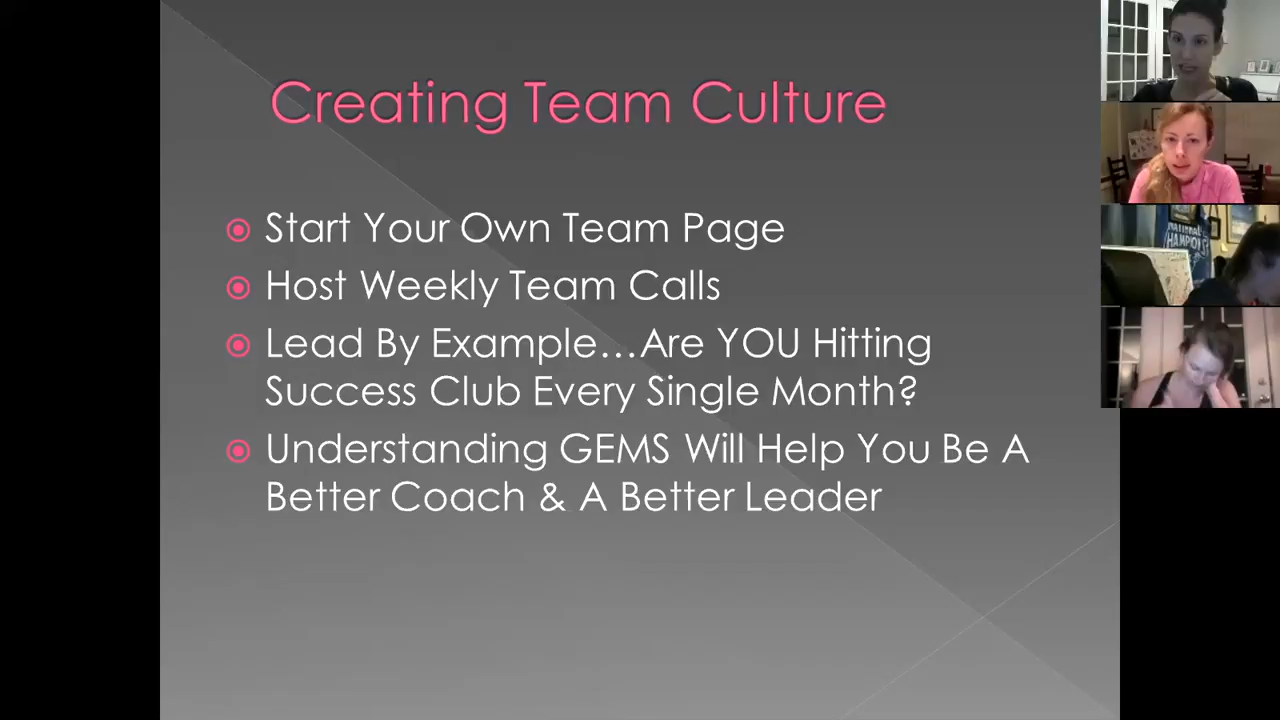 Creating Team Culture
Start Your Own Team Page
Host Weekly Team Calls
Lead By Example...Are YOU Hitting
Success Club Every Single Month?
Understanding GEMS Will Help You Be A
Better Coach & A Better Leader